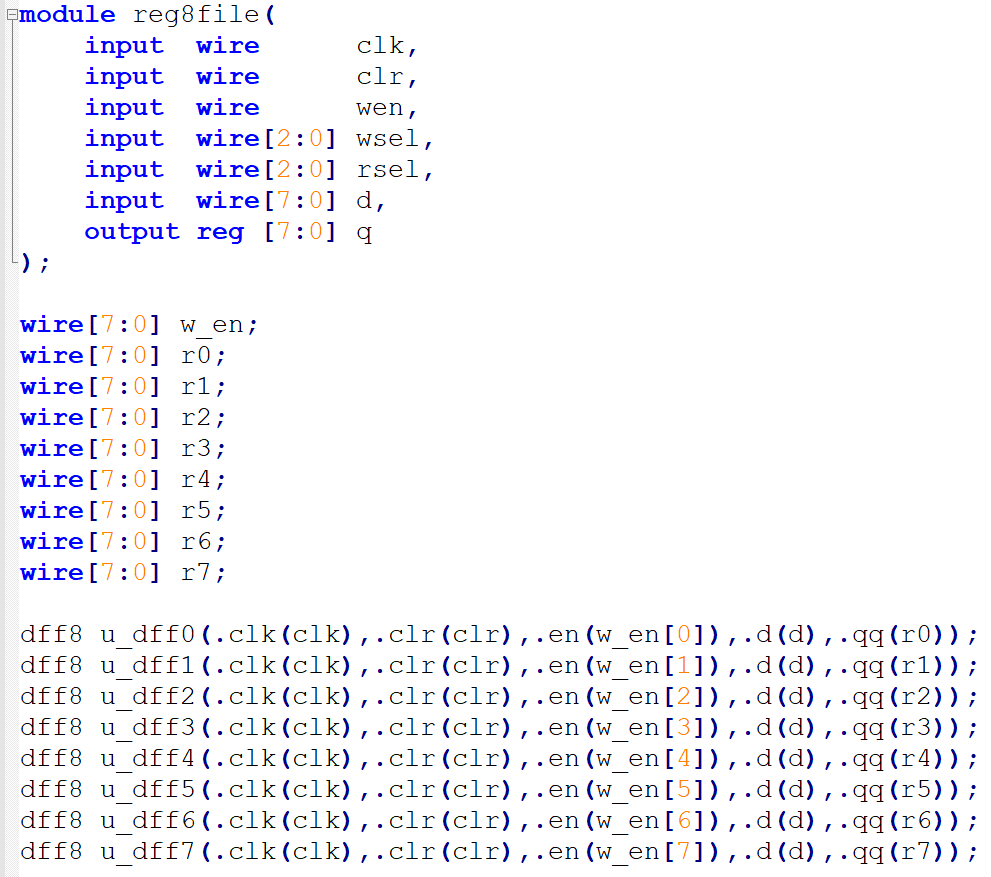 module reg8file(
    input  wire      clk,
    input  wire      clr,
    input  wire      wen,
    input  wire[2:0] wsel,
    input  wire[2:0] rsel,
    input  wire[7:0] d,
    output reg [7:0] q
);
wire[7:0] w_en;
wire[7:0] r0;
wire[7:0] r1;
wire[7:0] r2;
wire[7:0] r3;
wire[7:0] r4;
wire[7:0] r5;
wire[7:0] r6;
wire[7:0] r7;
dff8 u_dff0(.clk(clk),.clr(clr),.en(w_en[0]),.d(d),.qq(r0));
dff8 u_dff1(.clk(clk),.clr(clr),.en(w_en[1]),.d(d),.qq(r1));
dff8 u_dff2(.clk(clk),.clr(clr),.en(w_en[2]),.d(d),.qq(r2));
dff8 u_dff3(.clk(clk),.clr(clr),.en(w_en[3]),.d(d),.qq(r3));
dff8 u_dff4(.clk(clk),.clr(clr),.en(w_en[4]),.d(d),.qq(r4));
dff8 u_dff5(.clk(clk),.clr(clr),.en(w_en[5]),.d(d),.qq(r5));
dff8 u_dff6(.clk(clk),.clr(clr),.en(w_en[6]),.d(d),.qq(r6));
dff8 u_dff7(.clk(clk),.clr(clr),.en(w_en[7]),.d(d),.qq(r7));